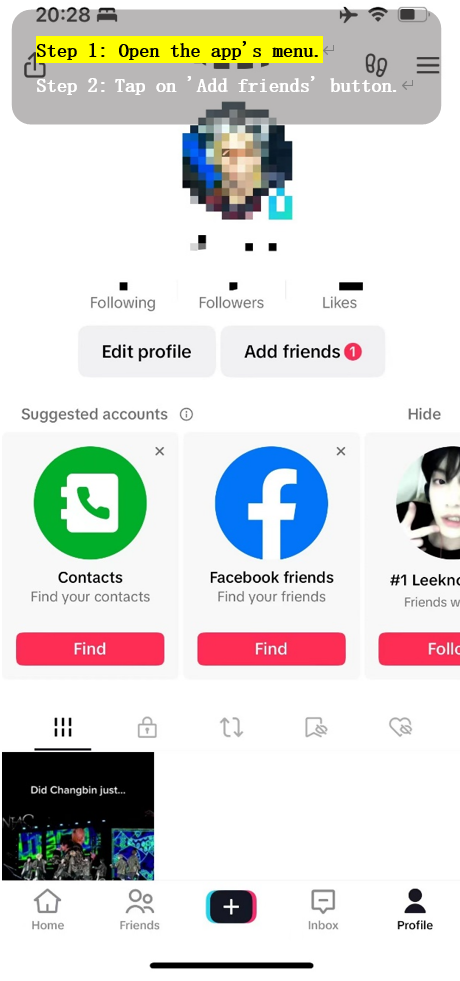 20:28
Step 1: Open the app's menu.
Step 2: Tap on 'Add friends' button.
Following Followers Likes
Edit profile Add friends 1
Suggested accounts Hide
Contacts Facebook friends #1 Leekno
Find your contacts Find your friends Friends w
Find Find Follo
Did Changbin just...
Home Friends Inbox Profile